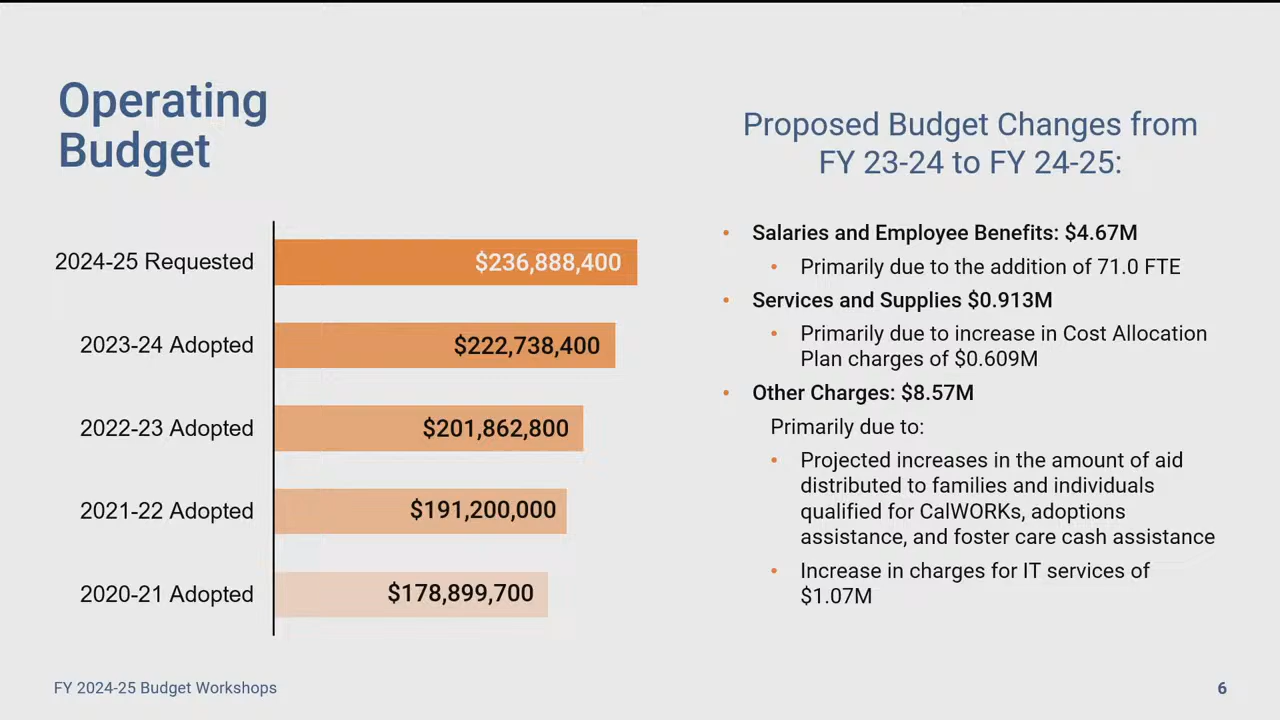 Operating
Budget
2024-25 Requested
$236,888,400
2023-24 Adopted
$222,738,400
2022-23 Adopted
$201,862,800
2021-22 Adopted
$191,200,000
2020-21 Adopted
$178,899,700
Proposed Budget Changes from
FY 23-24 to FY 24-25:
• Salaries and Employee Benefits: $4.67M
• Primarily due to the addition of 71.0 FTE
• Services and Supplies $0.913M
• Primarily due to increase in Cost Allocation
Plan charges of $0.609M
• Other Charges: $8.57M
Primarily due to:
• Projected increases in the amount of aid
distributed to families and individuals
qualified for CalWORKs, adoptions
assistance, and foster care cash assistance
• Increase in charges for IT services of
$1.07M
FY 2024-25 Budget Workshops
6